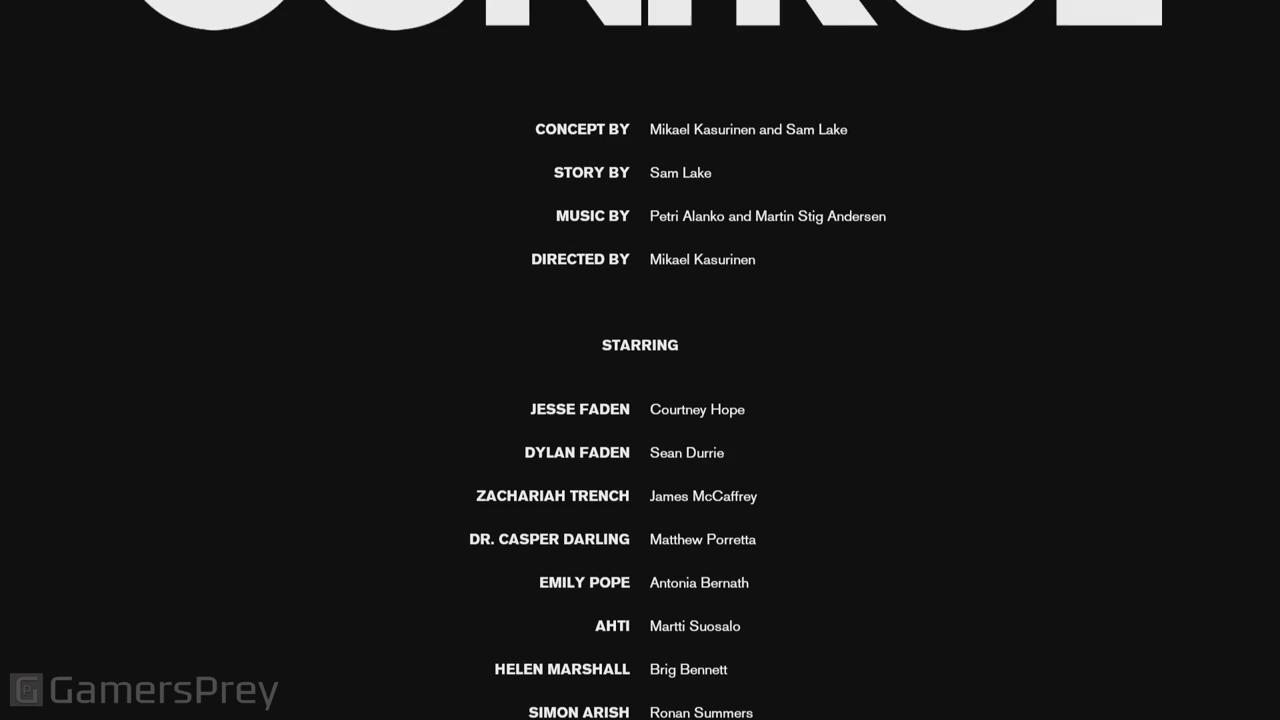 CONTROL
CONCEPT BY Mikael Kasurinen and Sam Lake
STORY BY Sam Lake
MUSIC BY Petri Alanko and Martin Stig Andersen
DIRECTED BY Mikael Kasurinen
STARRING
JESSE FADEN Courtney Hope
DYLAN FADEN Sean Durrie
ZACHARIAH TRENCH James McCaffrey
DR. CASPER DARLING Matthew Porretta
EMILY POPE Antonia Bernath
AHTI Martti Suosalo
HELEN MARSHALL Brig Bennett
SIMON ARISH Ronan Summers
GamersPrey